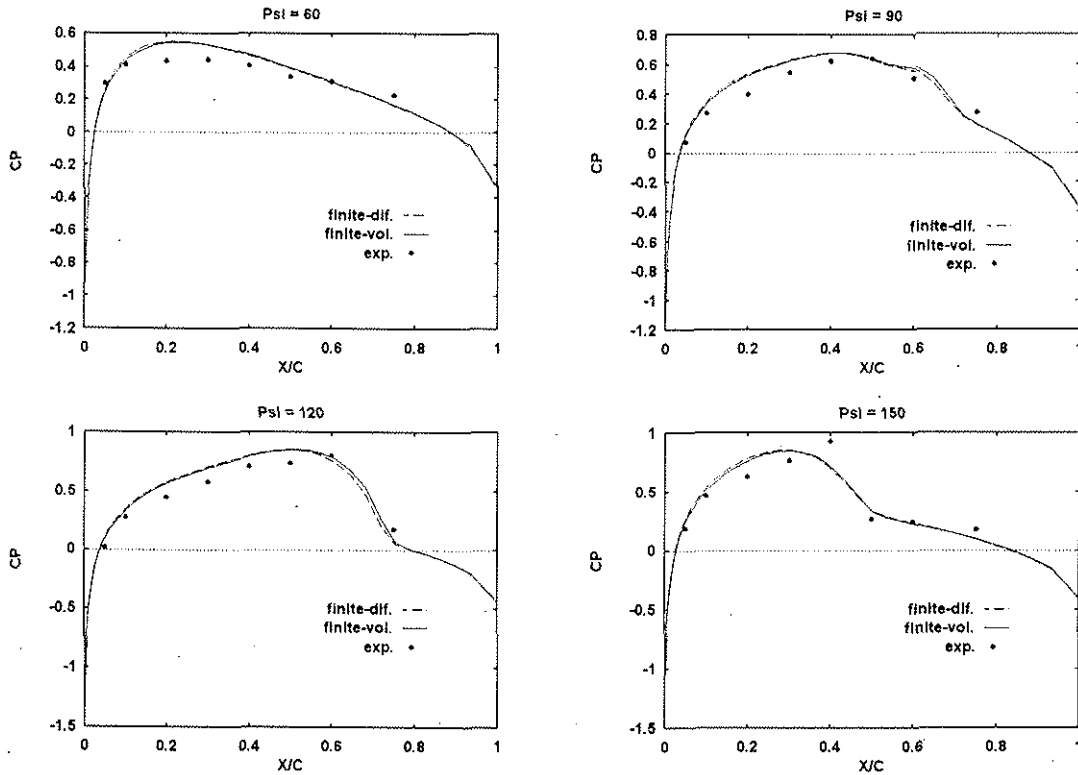 Psi = 60
0.6
0.4
0.2
0
-0.2
-0.4
-0.6
-0.8
-1
-1.2
CP
finite-dif.
finite-vol.
exp.
0 0.2 0.4 0.6 0.8 1
X/C
Psi = 90
0.8
0.6
0.4
0.2
0
-0.2
-0.4
-0.6
-0.8
-1
-1.2
CP
finite-dif.
finite-vol.
exp.
0 0.2 0.4 0.6 0.8 1
X/C
Psi = 120
1
0.5
0
-0.5
-1
-1.5
CP
finite-dif.
finite-vol.
exp.
0 0.2 0.4 0.6 0.8 1
X/C
Psi = 150
1
0.5
0
-0.5
-1
-1.5
CP
finite-dif.
finite-vol.
exp.
0 0.2 0.4 0.6 0.8 1
X/C